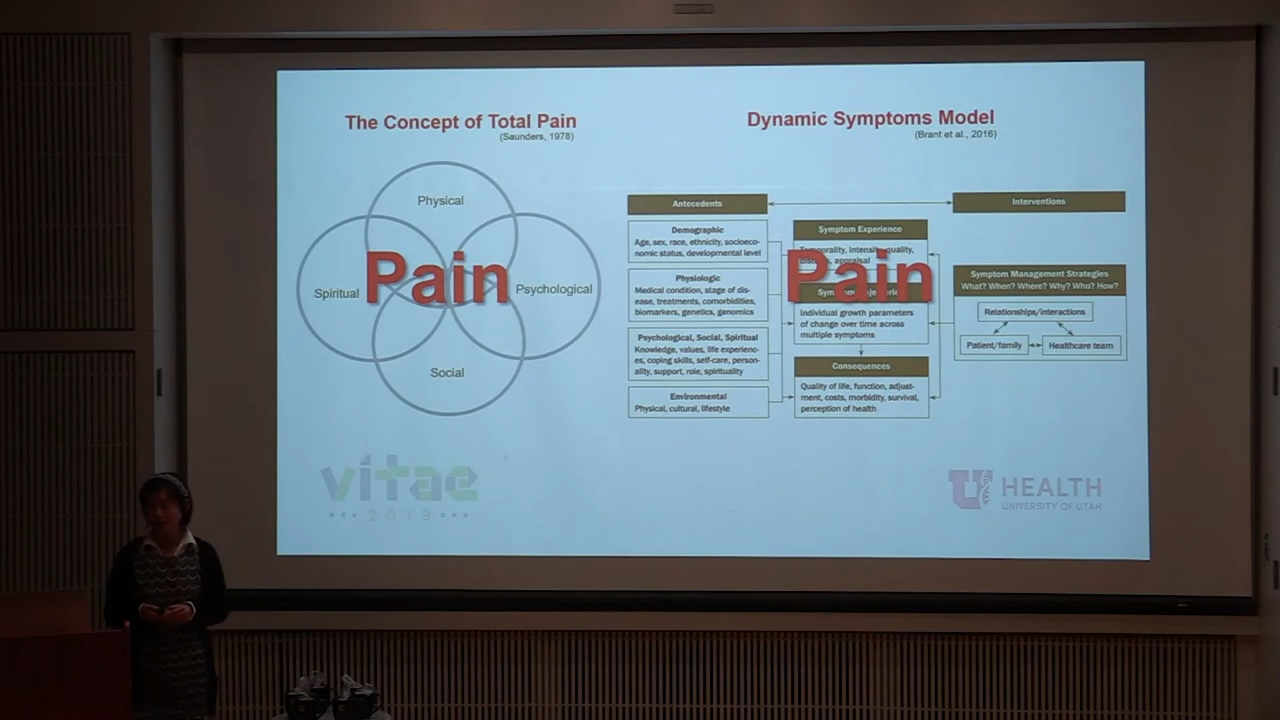 The Concept of Total Pain
(Saunders, 1978)
Physical
Spiritual
Pain
Psychological
Social
vitae
2019
Dynamic Symptoms Model
(Brant et al., 2016)
Antecedents
Demographic
Age, sex, race, ethnicity, socioeco-
nomic status, developmental level
Physiologic
Medical condition, stage of dis-
ease, treatments, comorbidities,
biomarkers, genetics, genomics
Psychological, Social, Spiritual
Knowledge, values, life experienc-
es, coping skills, self-care, person-
ality, support, role, spirituality
Environmental
Physical, cultural, lifestyle
Symptom Experience
Temporality, intensity, quality,
appraisal
Pain
Individual growth parameters
of change over time across
multiple symptoms
Consequences
Quality of life, function, adjust-
ment, costs, morbidity, survival,
perception of health
Interventions
Symptom Management Strategies
What? When? Where? Why? Who? How?
Relationships/interactions
Patient/family
Healthcare team
U HEALTH
UNIVERSITY OF UTAH